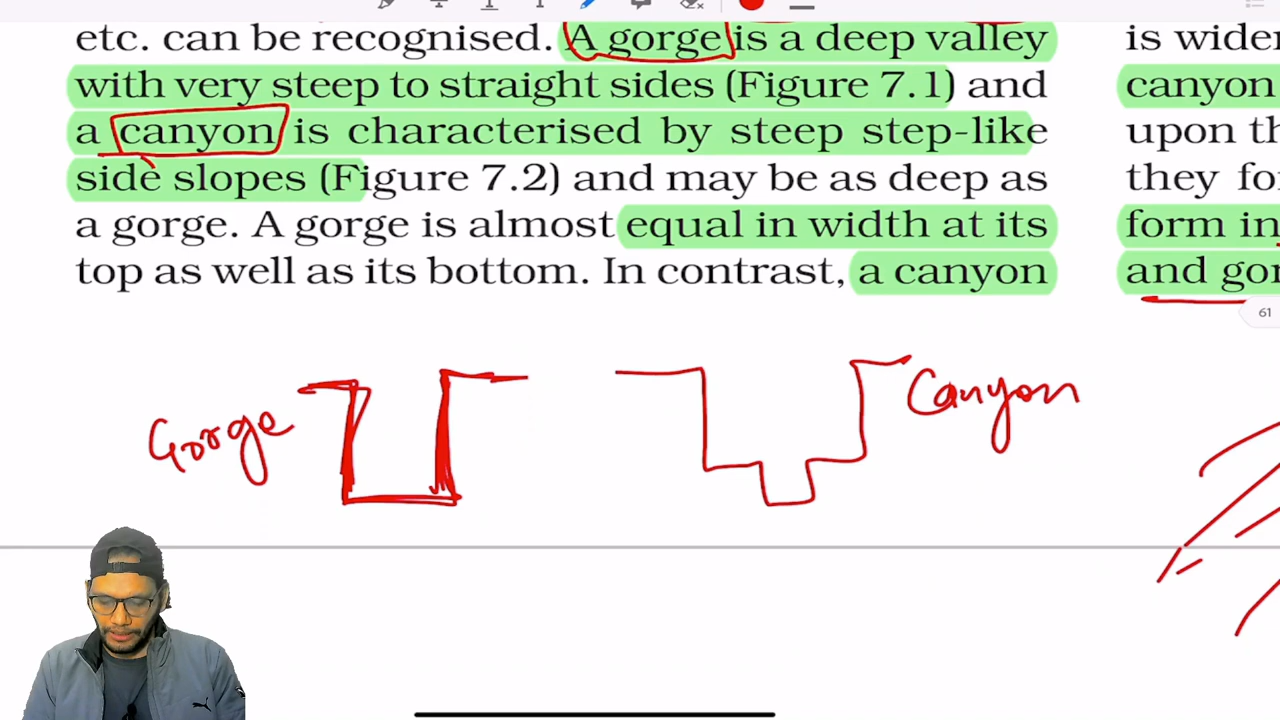 etc. can be recognised. A gorge is a deep valley
with very steep to straight sides (Figure 7.1) and
a canyon is characterised by steep step-like
side slopes (Figure 7.2) and may be as deep as
a gorge. A gorge is almost equal in width at its
top as well as its bottom. In contrast, a canyon
is wider
canyon
upon th
they fo
form in
and gor
61
Gorge
Canyon